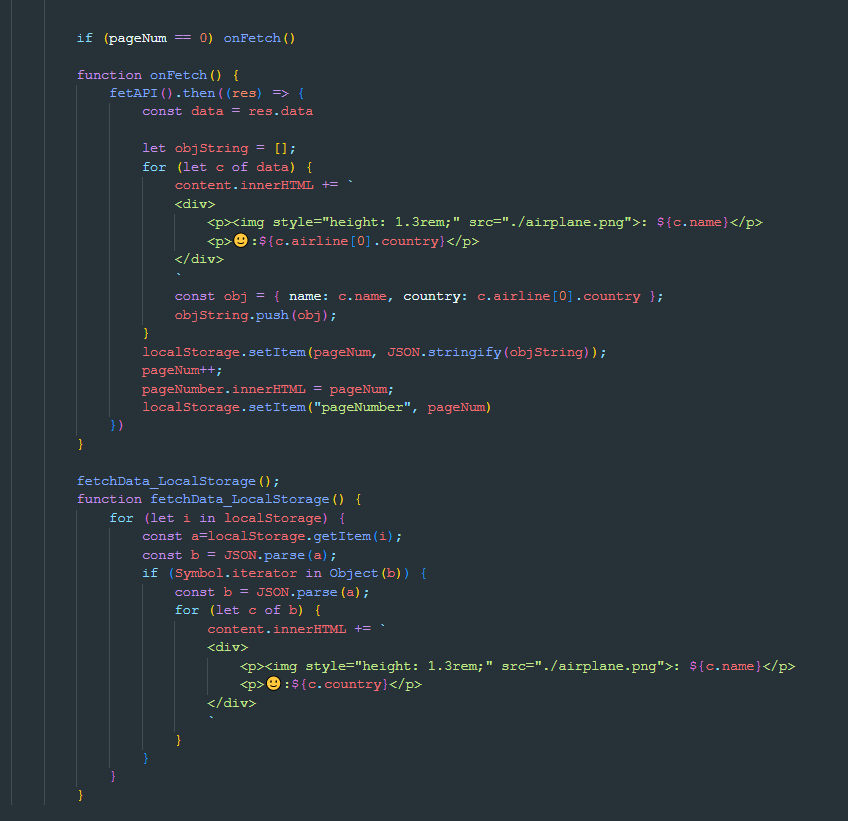 if (pageNum == 0) onFetch()
function onFetch() {
fetAPI().then((res) => {
const data = res.data
let objString = [];
for (let c of data) {
content.innerHTML += `
<div>
<p><img style="height: 1.3rem;" src="./airplane.png">: ${c.name}</p>
<p>🙂:${c.airline[0].country}</p>
</div>
`
const obj = { name: c.name, country: c.airline[0].country };
objString.push(obj);
}
localStorage.setItem(pageNum, JSON.stringify(objString));
pageNum++;
pageNumber.innerHTML = pageNum;
localStorage.setItem("pageNumber", pageNum)
})
}
fetchData_LocalStorage();
function fetchData_LocalStorage() {
for (let i in localStorage) {
const a=localStorage.getItem(i);
const b = JSON.parse(a);
if (Symbol.iterator in Object(b)) {
const b = JSON.parse(a);
for (let c of b) {
content.innerHTML += `
<div>
<p><img style="height: 1.3rem;" src="./airplane.png">: ${c.name}</p>
<p>🙂:${c.country}</p>
</div>
`
}
}
}
}